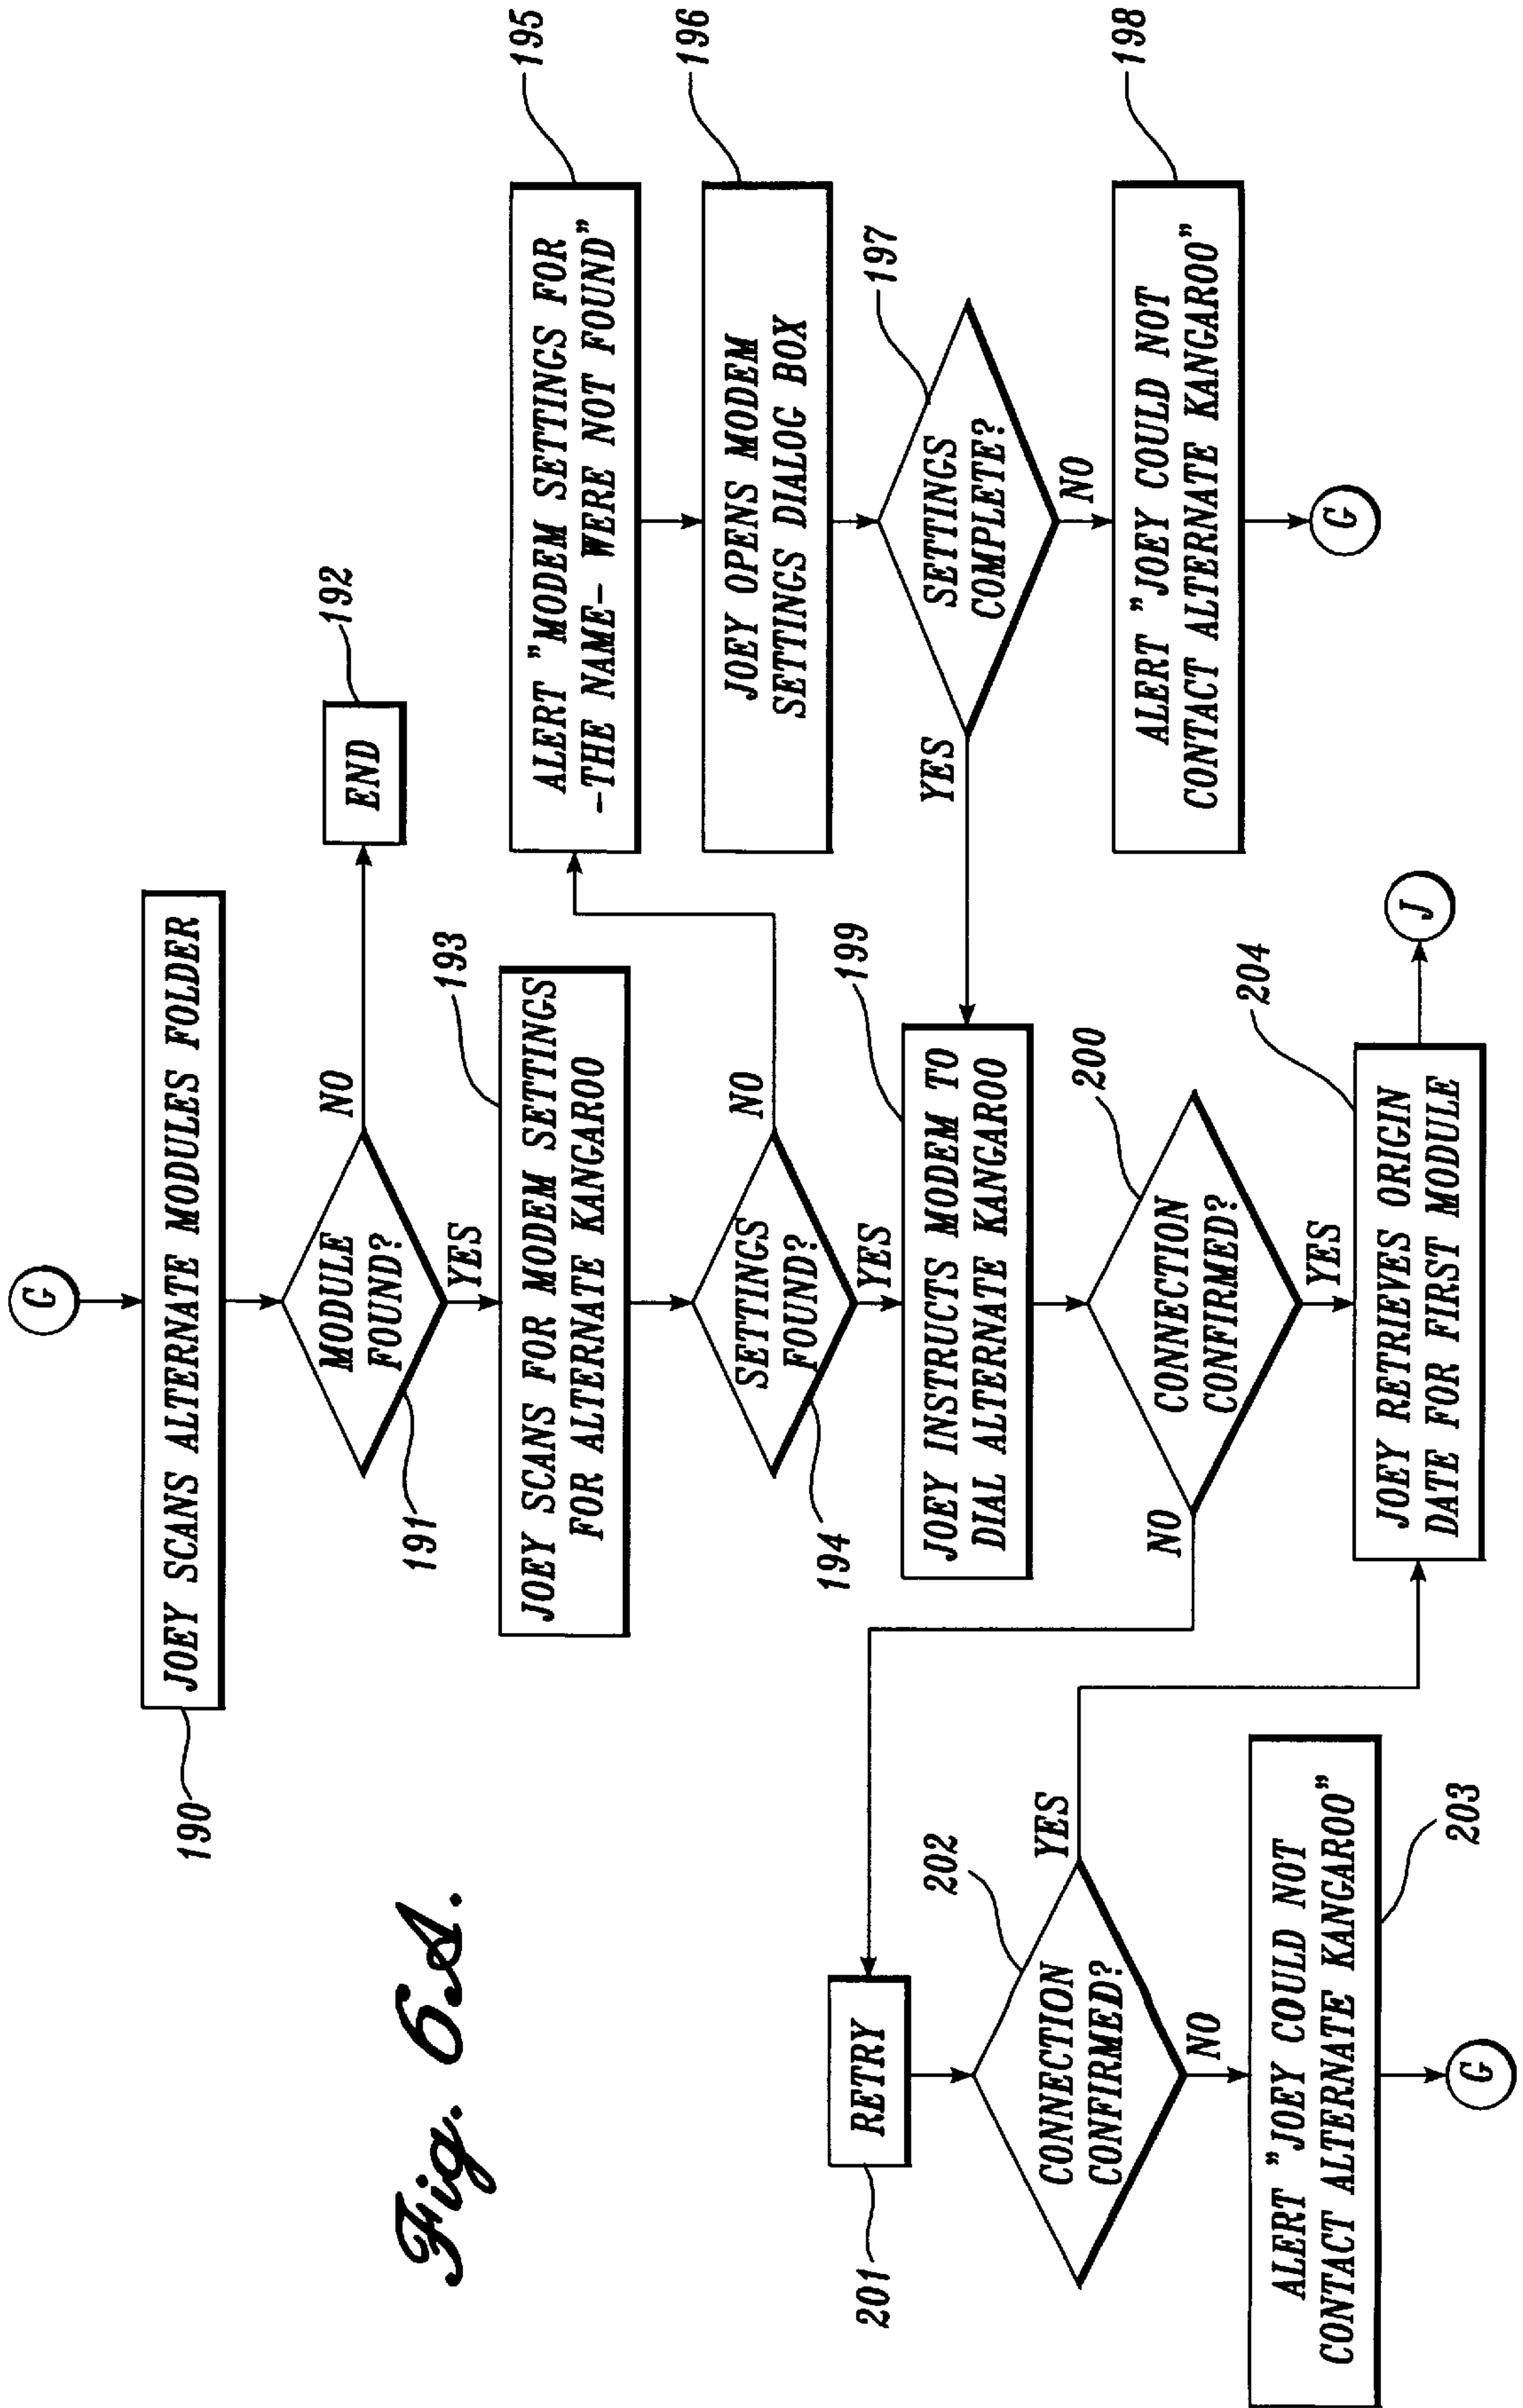 G
JOEY SCANS ALTERNATE MODULES FOLDER
190
MODULE
FOUND?
191
NO
END
192
YES
JOEY SCANS FOR MODEM SETTINGS
FOR ALTERNATE KANGAROO
193
SETTINGS
FOUND?
194
NO
ALERT "MODEM SETTINGS FOR
-THE NAME- WERE NOT FOUND"
195
JOEY OPENS MODEM
SETTINGS DIALOG BOX
196
SETTINGS
COMPLETE?
197
YES
NO
ALERT "JOEY COULD NOT
CONTACT ALTERNATE KANGAROO"
198
G
YES
JOEY INSTRUCTS MODEM TO
DIAL ALTERNATE KANGAROO
199
CONNECTION
CONFIRMED?
200
NO
YES
RETRY
201
CONNECTION
CONFIRMED?
202
YES
NO
ALERT "JOEY COULD NOT
CONTACT ALTERNATE KANGAROO"
203
G
JOEY RETRIEVES ORIGIN
DATE FOR FIRST MODULE
204
J
Fig. 6A.